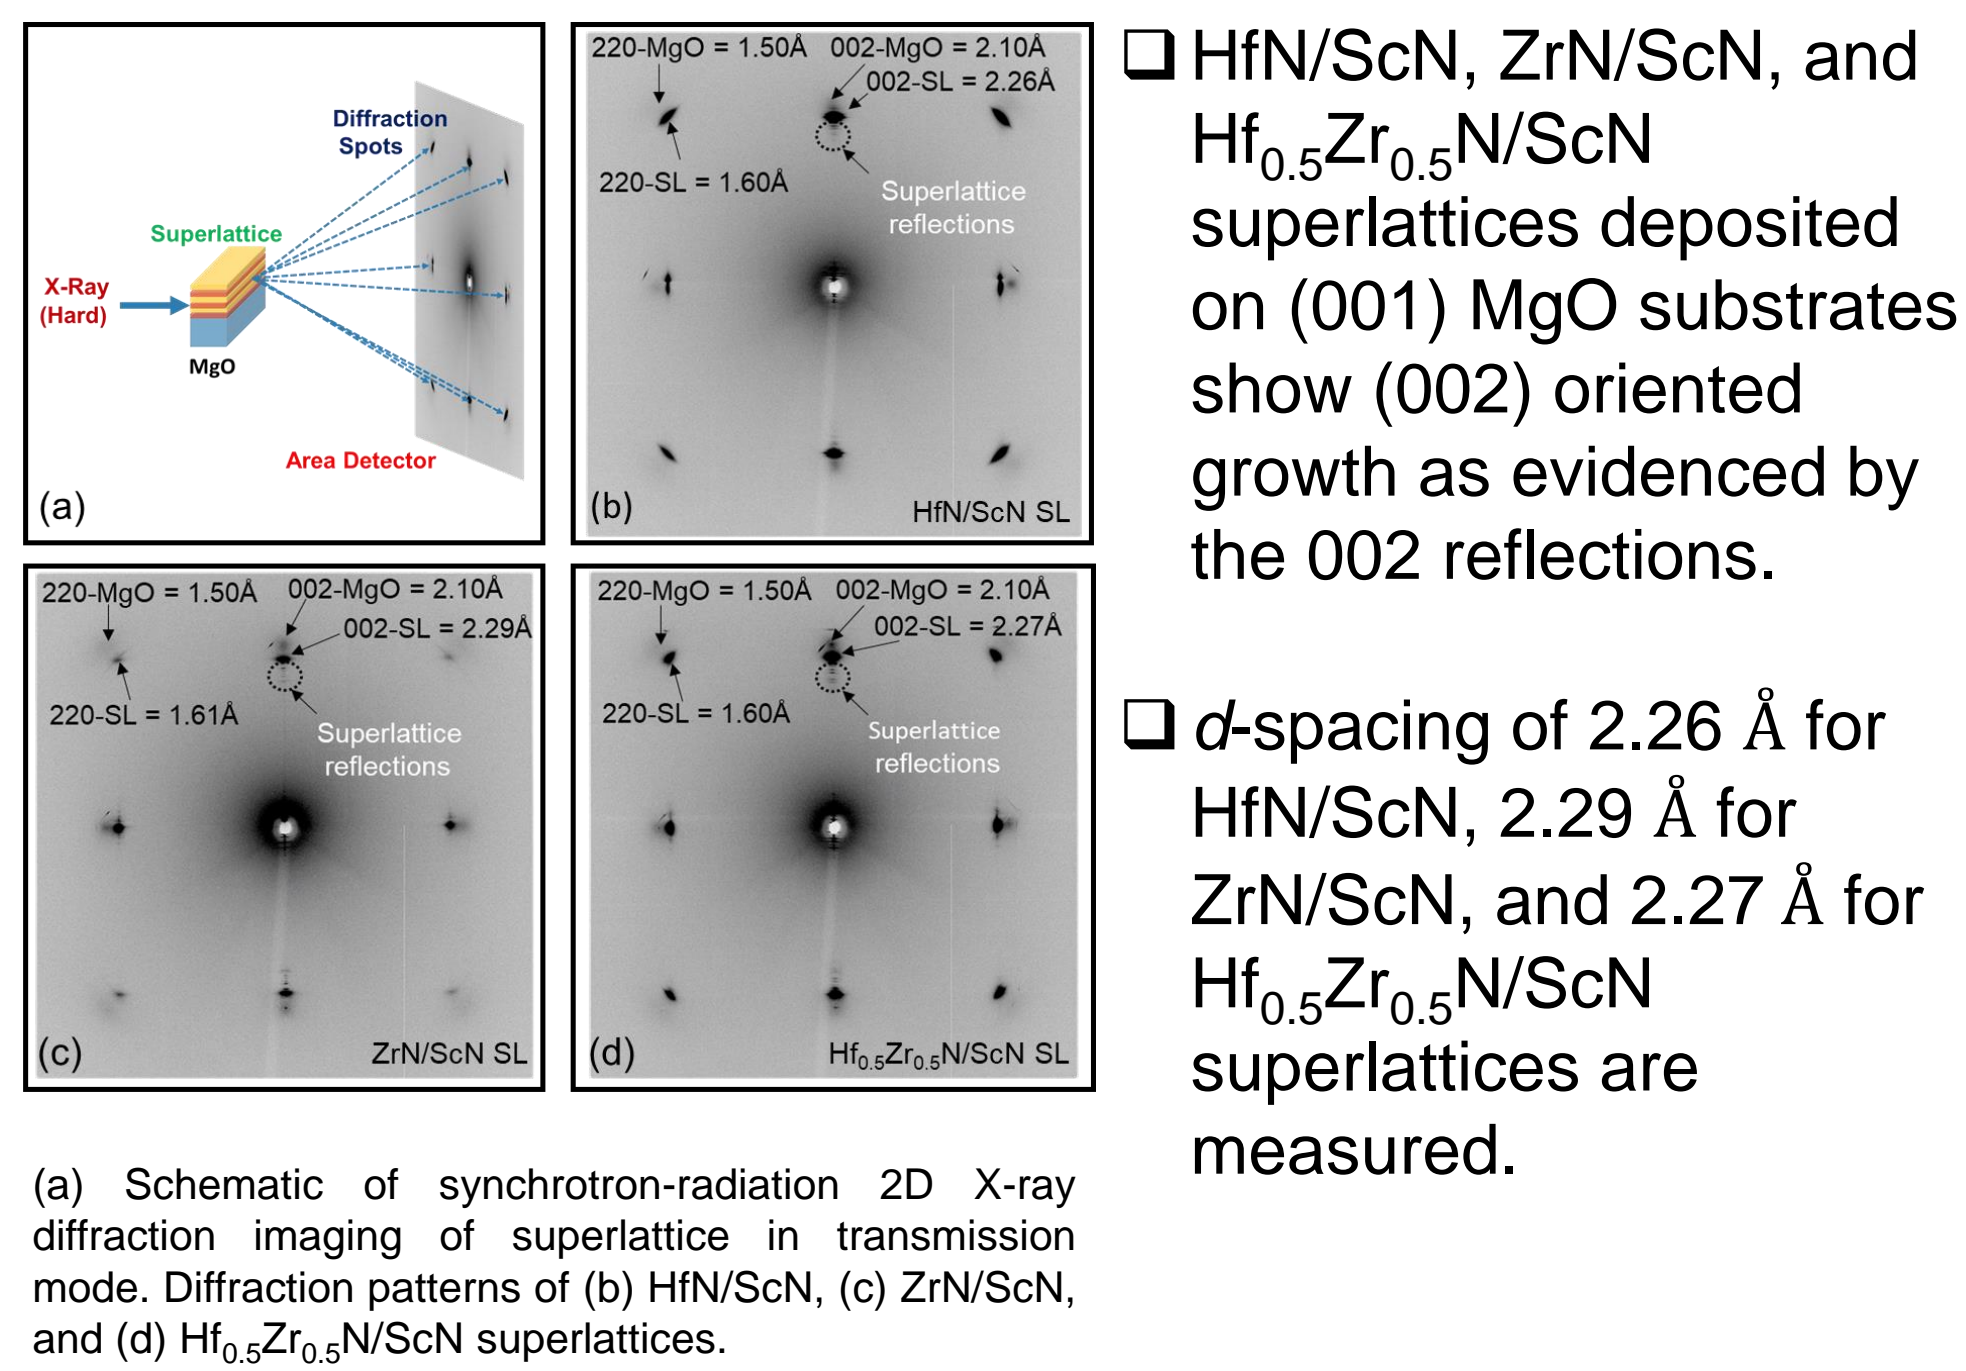 Diffraction
Spots
Superlattice
X-Ray
(Hard)
MgO
Area Detector
(a)
220-MgO = 1.50Å 002-MgO = 2.10Å
002-SL = 2.26Å
220-SL = 1.60Å
Superlattice
reflections
(b)
HfN/ScN SL
220-MgO = 1.50Å 002-MgO = 2.10Å
002-SL = 2.29Å
220-SL = 1.61Å
Superlattice
reflections
(c)
ZrN/ScN SL
220-MgO = 1.50Å 002-MgO = 2.10Å
002-SL = 2.27Å
220-SL = 1.60Å
Superlattice
reflections
(d)
Hf₀.₅Zr₀.₅N/ScN SL
(a) Schematic of synchrotron-radiation 2D X-ray
diffraction imaging of superlattice in transmission
mode. Diffraction patterns of (b) HfN/ScN, (c) ZrN/ScN,
and (d) Hf₀.₅Zr₀.₅N/ScN superlattices.
❑ HfN/ScN, ZrN/ScN, and
Hf₀.₅Zr₀.₅N/ScN
superlattices deposited
on (001) MgO substrates
show (002) oriented
growth as evidenced by
the 002 reflections.
❑ d-spacing of 2.26 Å for
HfN/ScN, 2.29 Å for
ZrN/ScN, and 2.27 Å for
Hf₀.₅Zr₀.₅N/ScN
superlattices are
measured.